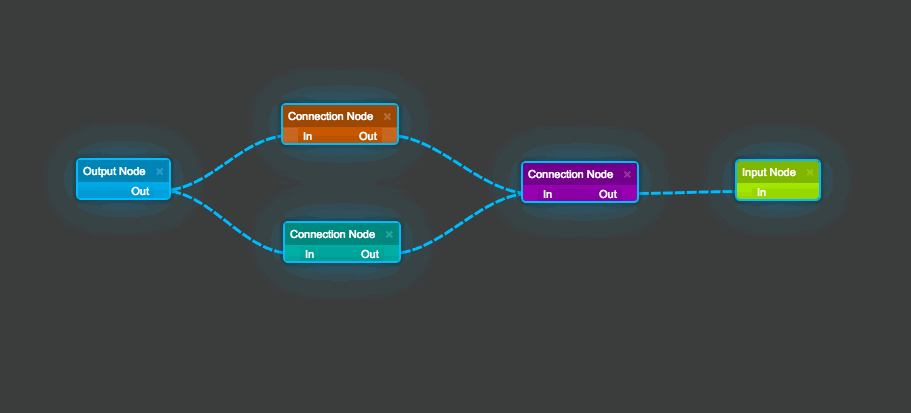 Output Node ×
Out
Connection Node ×
In Out
Connection Node ×
In Out
Connection Node ×
In Out
Input Node ×
In